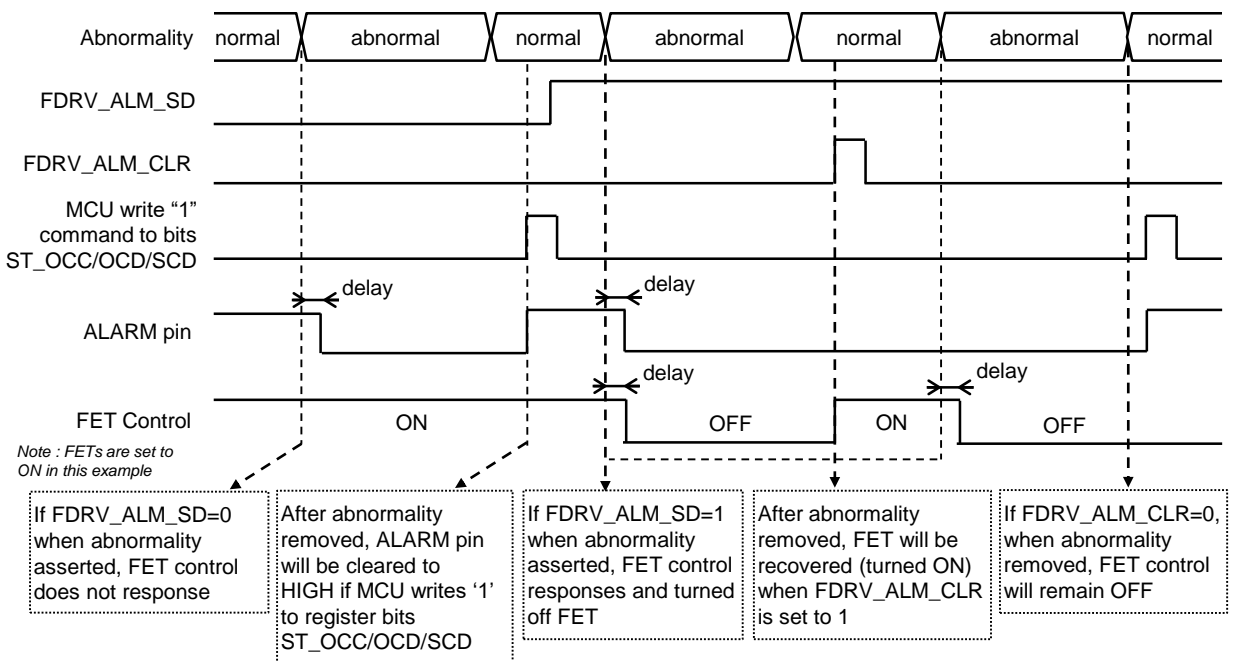 Abnormality normal abnormal normal abnormal normal abnormal normal
FDRV_ALM_SD
FDRV_ALM_CLR
MCU write “1”
command to bits
ST_OCC/OCD/SCD
delay delay
ALARM pin
delay delay
FET Control ON OFF ON OFF
Note : FETs are set to
ON in this example
If FDRV_ALM_SD=0
when abnormality
asserted, FET control
does not response
After abnormality
removed, ALARM pin
will be cleared to
HIGH if MCU writes ‘1’
to register bits
ST_OCC/OCD/SCD
If FDRV_ALM_SD=1
when abnormality
asserted, FET control
responses and turned
off FET
After abnormality
removed, FET will be
recovered (turned ON)
when FDRV_ALM_CLR
is set to 1
If FDRV_ALM_CLR=0,
when abnormality
removed, FET control
will remain OFF